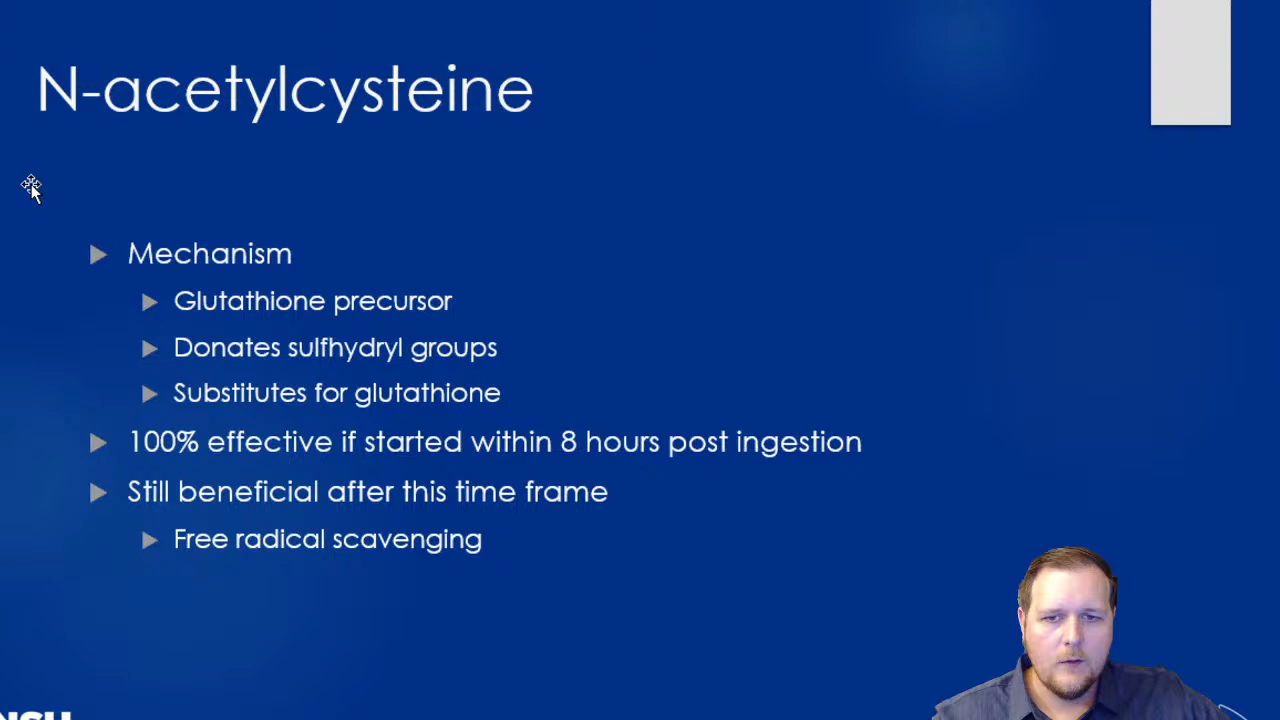 N-acetylcysteine
Mechanism
Glutathione precursor
Donates sulfhydryl groups
Substitutes for glutathione
100% effective if started within 8 hours post ingestion
Still beneficial after this time frame
Free radical scavenging